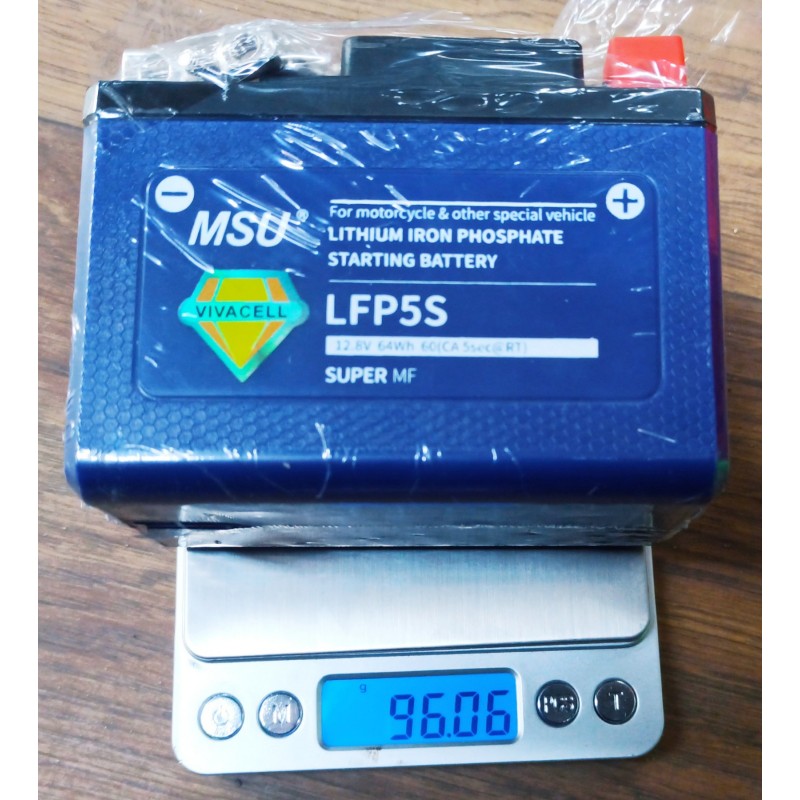 MSU®
For motorcycle & other special vehicle
LITHIUM IRON PHOSPHATE
STARTING BATTERY
VIVACELL
LFP5S
12.8V 64Wh 60(CA 5sec@RT)
SUPER MF
g
96.06
M
PCS
T